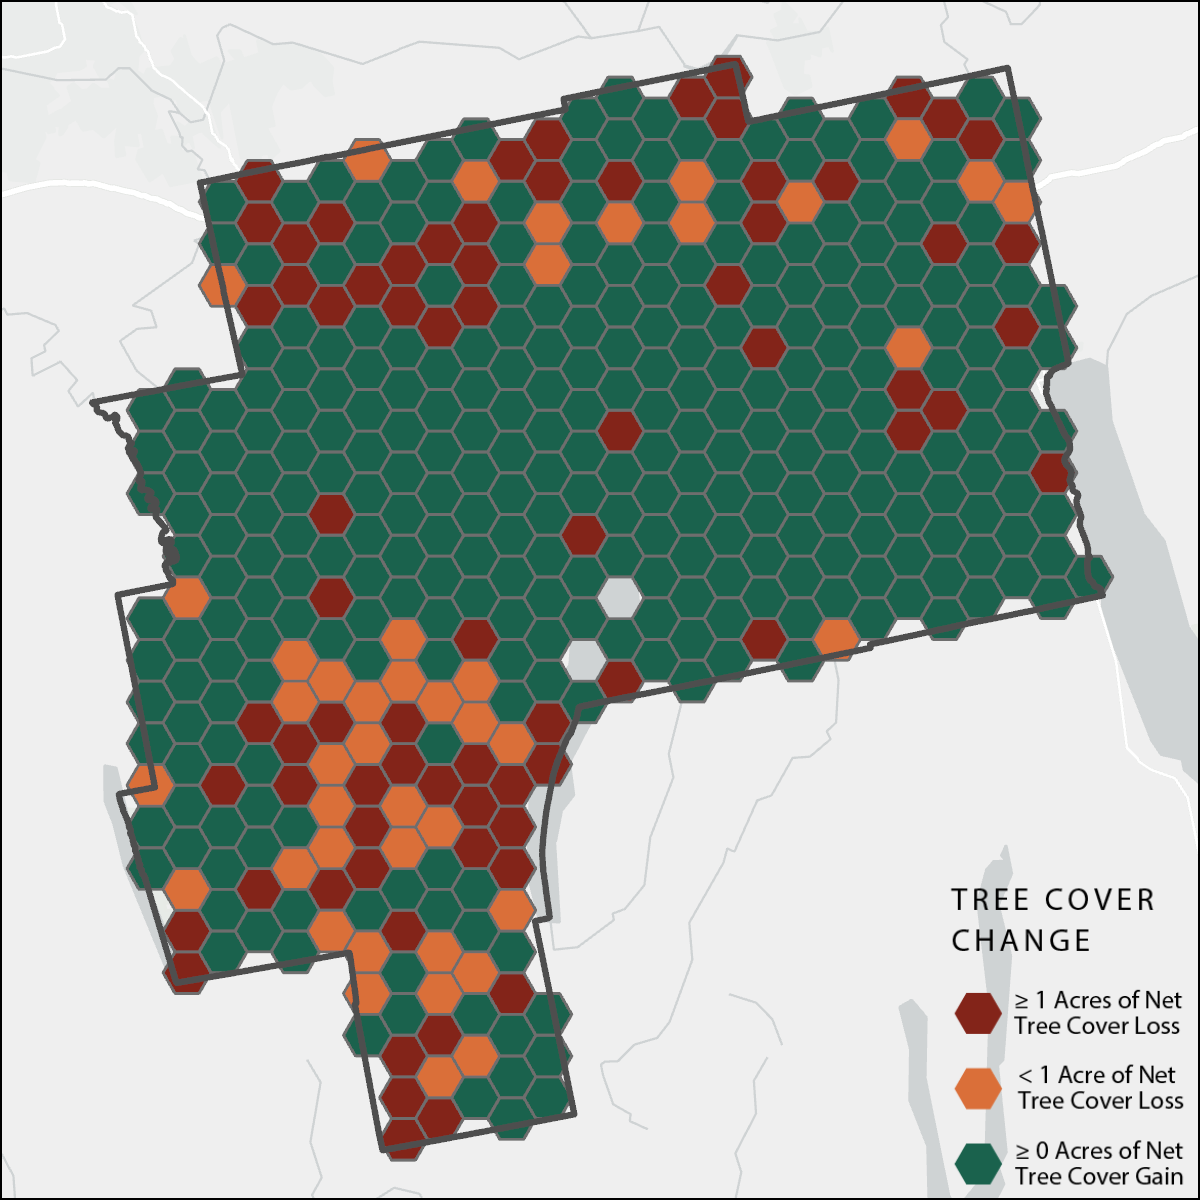 TREE COVER
CHANGE
≥ 1 Acres of Net
Tree Cover Loss
< 1 Acre of Net
Tree Cover Loss
≥ 0 Acres of Net
Tree Cover Gain